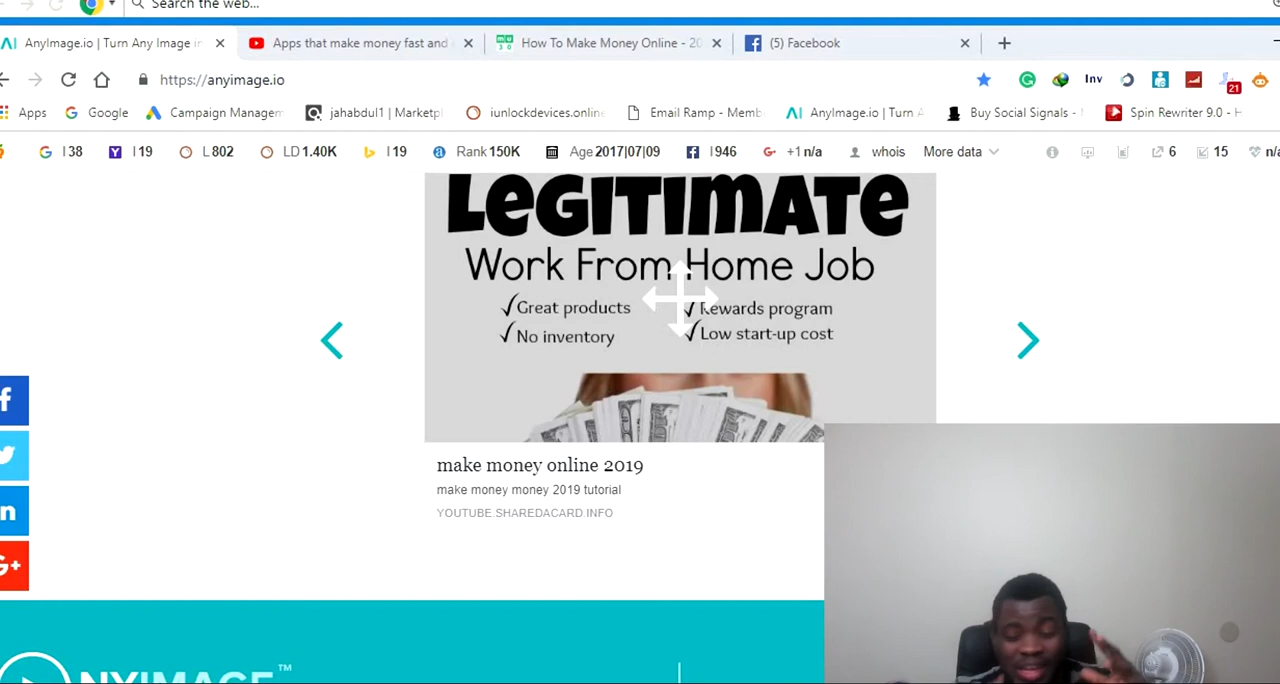 Search the web...
AnyImage.io | Turn Any Image in
Apps that make money fast and
How To Make Money Online - 20
(5) Facebook
https://anyimage.io
Inv
21
Apps
Google
Campaign Managem
jahabdul1 | Marketpl
iunlockdevices.online
Email Ramp - Memb
AnyImage.io | Turn A
Buy Social Signals -
Spin Rewriter 9.0 - H
I 38
I 19
L 802
LD 1.40K
I 19
Rank 150K
Age 2017|07|09
I 946
+1 n/a
whois
More data
6
15
n/a
LEGITIMATE
Work From Home Job
√Great products
√Rewards program
√No inventory
√Low start-up cost
make money online 2019
make money money 2019 tutorial
YOUTUBE.SHAREDACARD.INFO
NYIMAGE™